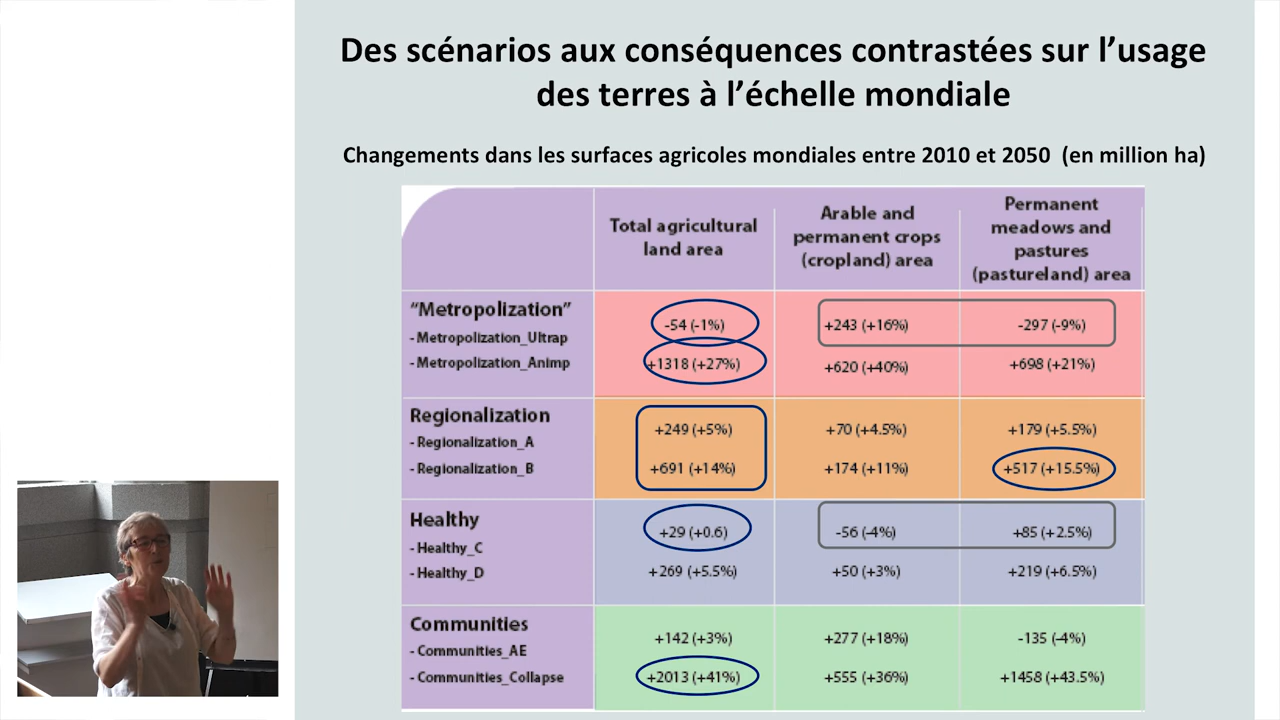 Des scénarios aux conséquences contrastées sur l’usage
des terres à l’échelle mondiale
Changements dans les surfaces agricoles mondiales entre 2010 et 2050 (en million ha)
Total agricultural
land area
Arable and
permanent crops
(cropland) area
Permanent
meadows and
pastures
(pastureland) area
“Metropolization”
- Metropolization_Ultrap
-54 (-1%)
+243 (+16%)
-297 (-9%)
- Metropolization_Animp
+1318 (+27%)
+620 (+40%)
+698 (+21%)
Regionalization
- Regionalization_A
+249 (+5%)
+70 (+4.5%)
+179 (+5.5%)
- Regionalization_B
+691 (+14%)
+174 (+11%)
+517 (+15.5%)
Healthy
- Healthy_C
+29 (+0.6)
-56 (-4%)
+85 (+2.5%)
- Healthy_D
+269 (+5.5%)
+50 (+3%)
+219 (+6.5%)
Communities
- Communities_AE
+142 (+3%)
+277 (+18%)
-135 (-4%)
- Communities_Collapse
+2013 (+41%)
+555 (+36%)
+1458 (+43.5%)